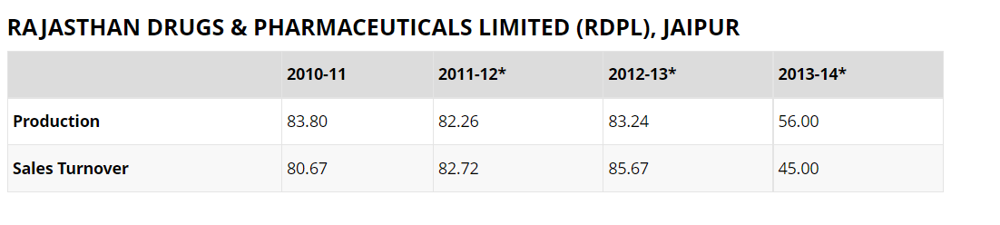 RAJASTHAN DRUGS & PHARMACEUTICALS LIMITED (RDPL), JAIPUR
2010-11 2011-12* 2012-13* 2013-14*
Production 83.80 82.26 83.24 56.00
Sales Turnover 80.67 82.72 85.67 45.00